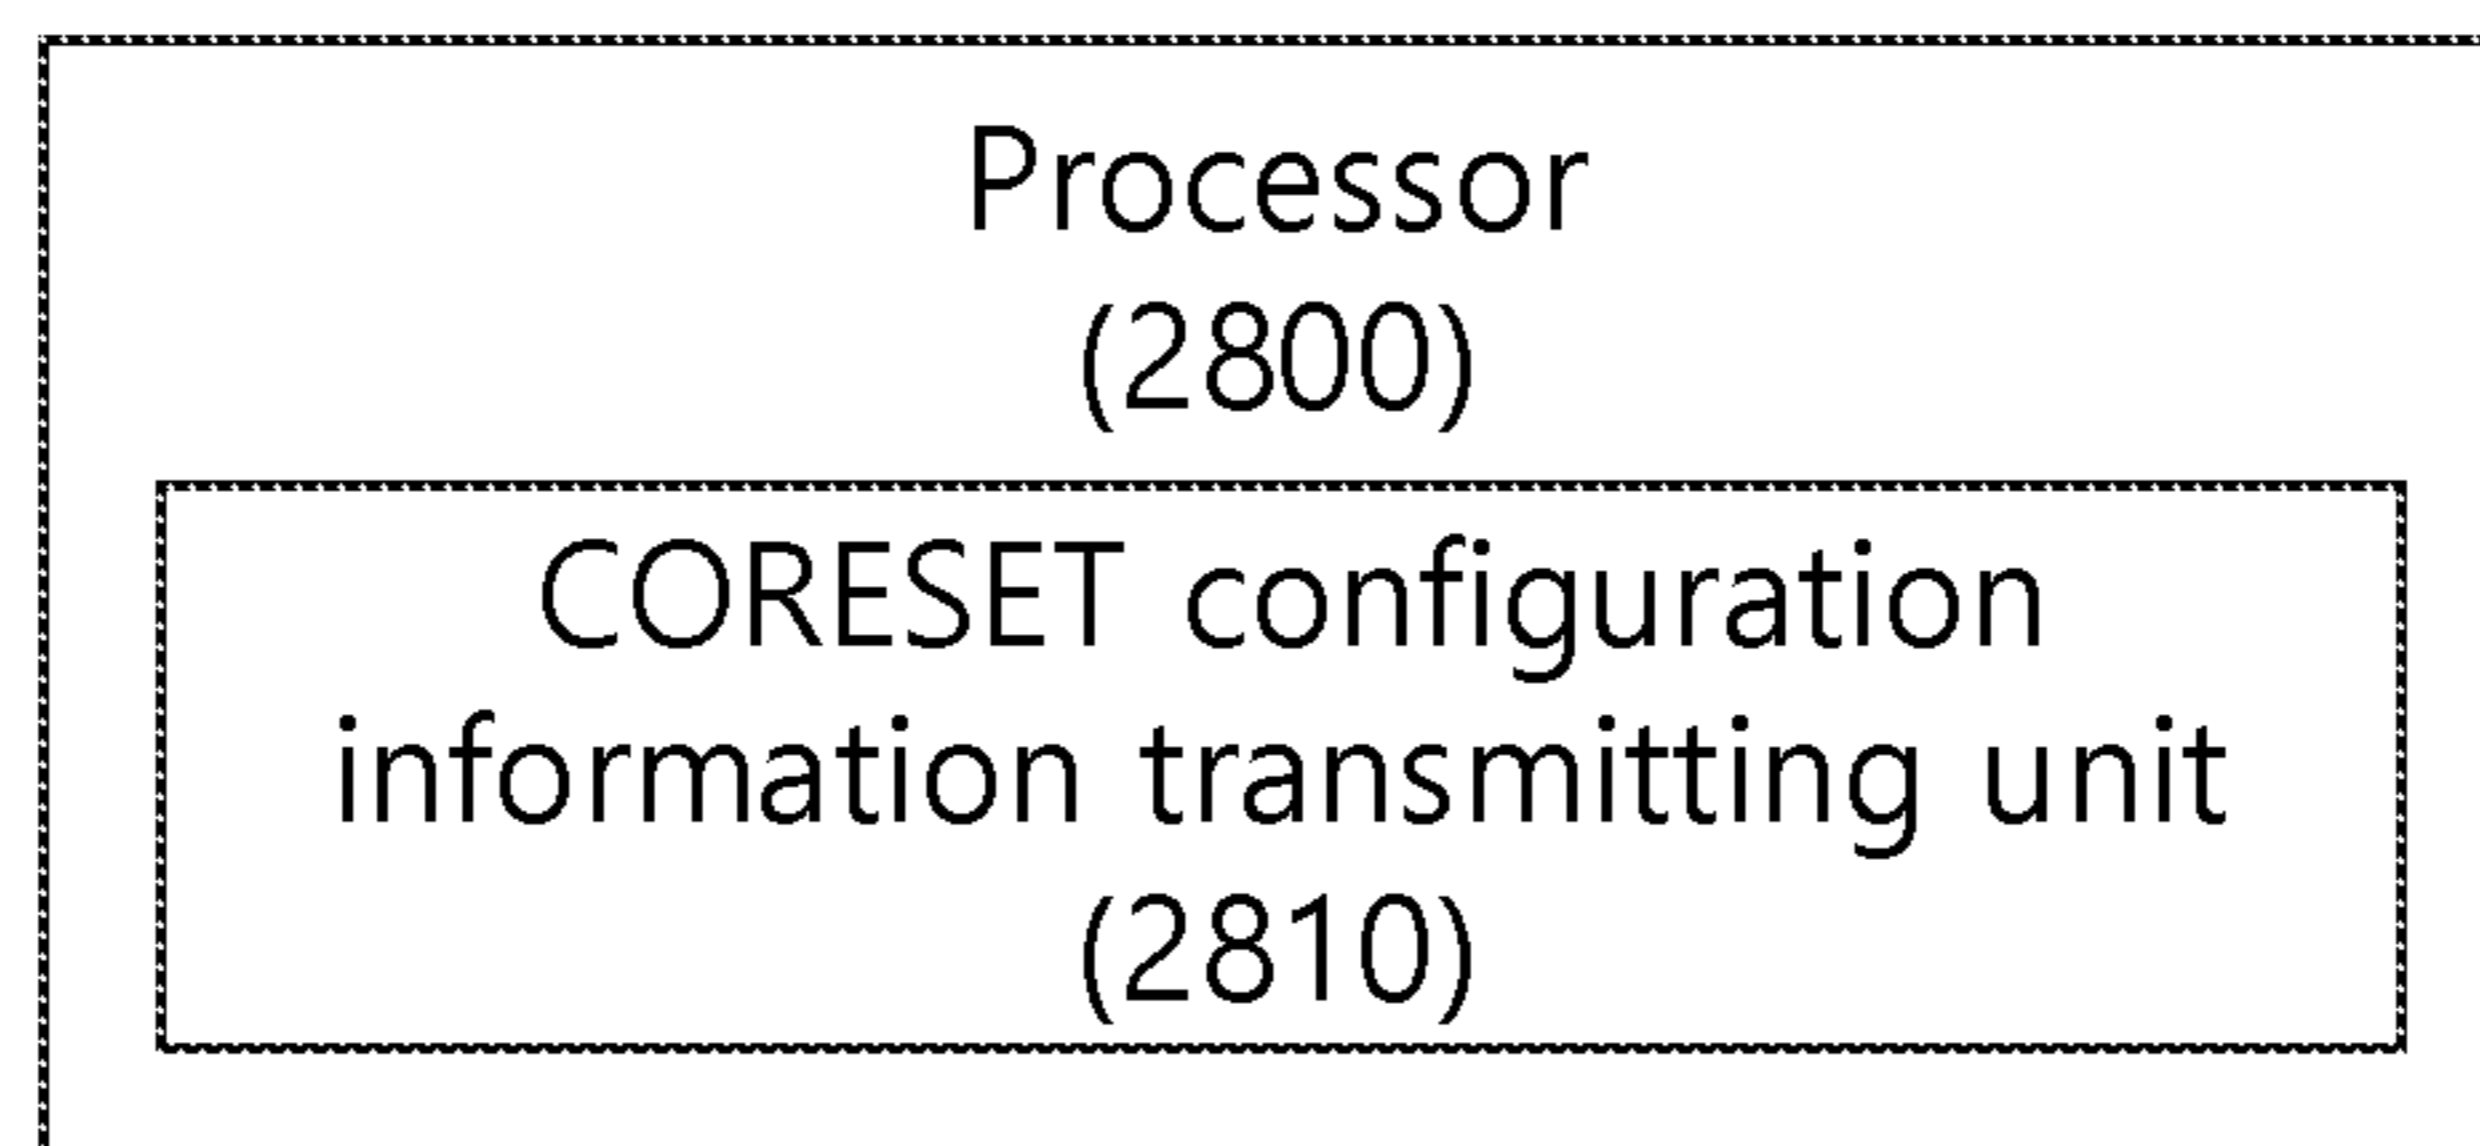 Processor
(2800)
CORESET configuration
information transmitting unit
(2810)